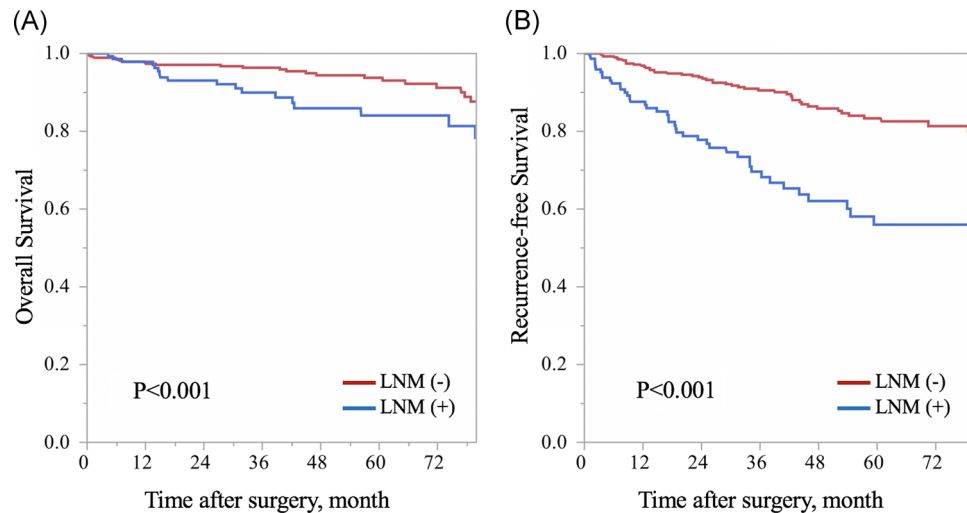 (A)
1.0
0.8
0.6
0.4
0.2
0.0
Overall Survival
P<0.001
LNM (-)
LNM (+)
0 12 24 36 48 60 72
Time after surgery, month
(B)
1.0
0.8
0.6
0.4
0.2
0.0
Recurrence-free Survival
P<0.001
LNM (-)
LNM (+)
0 12 24 36 48 60 72
Time after surgery, month